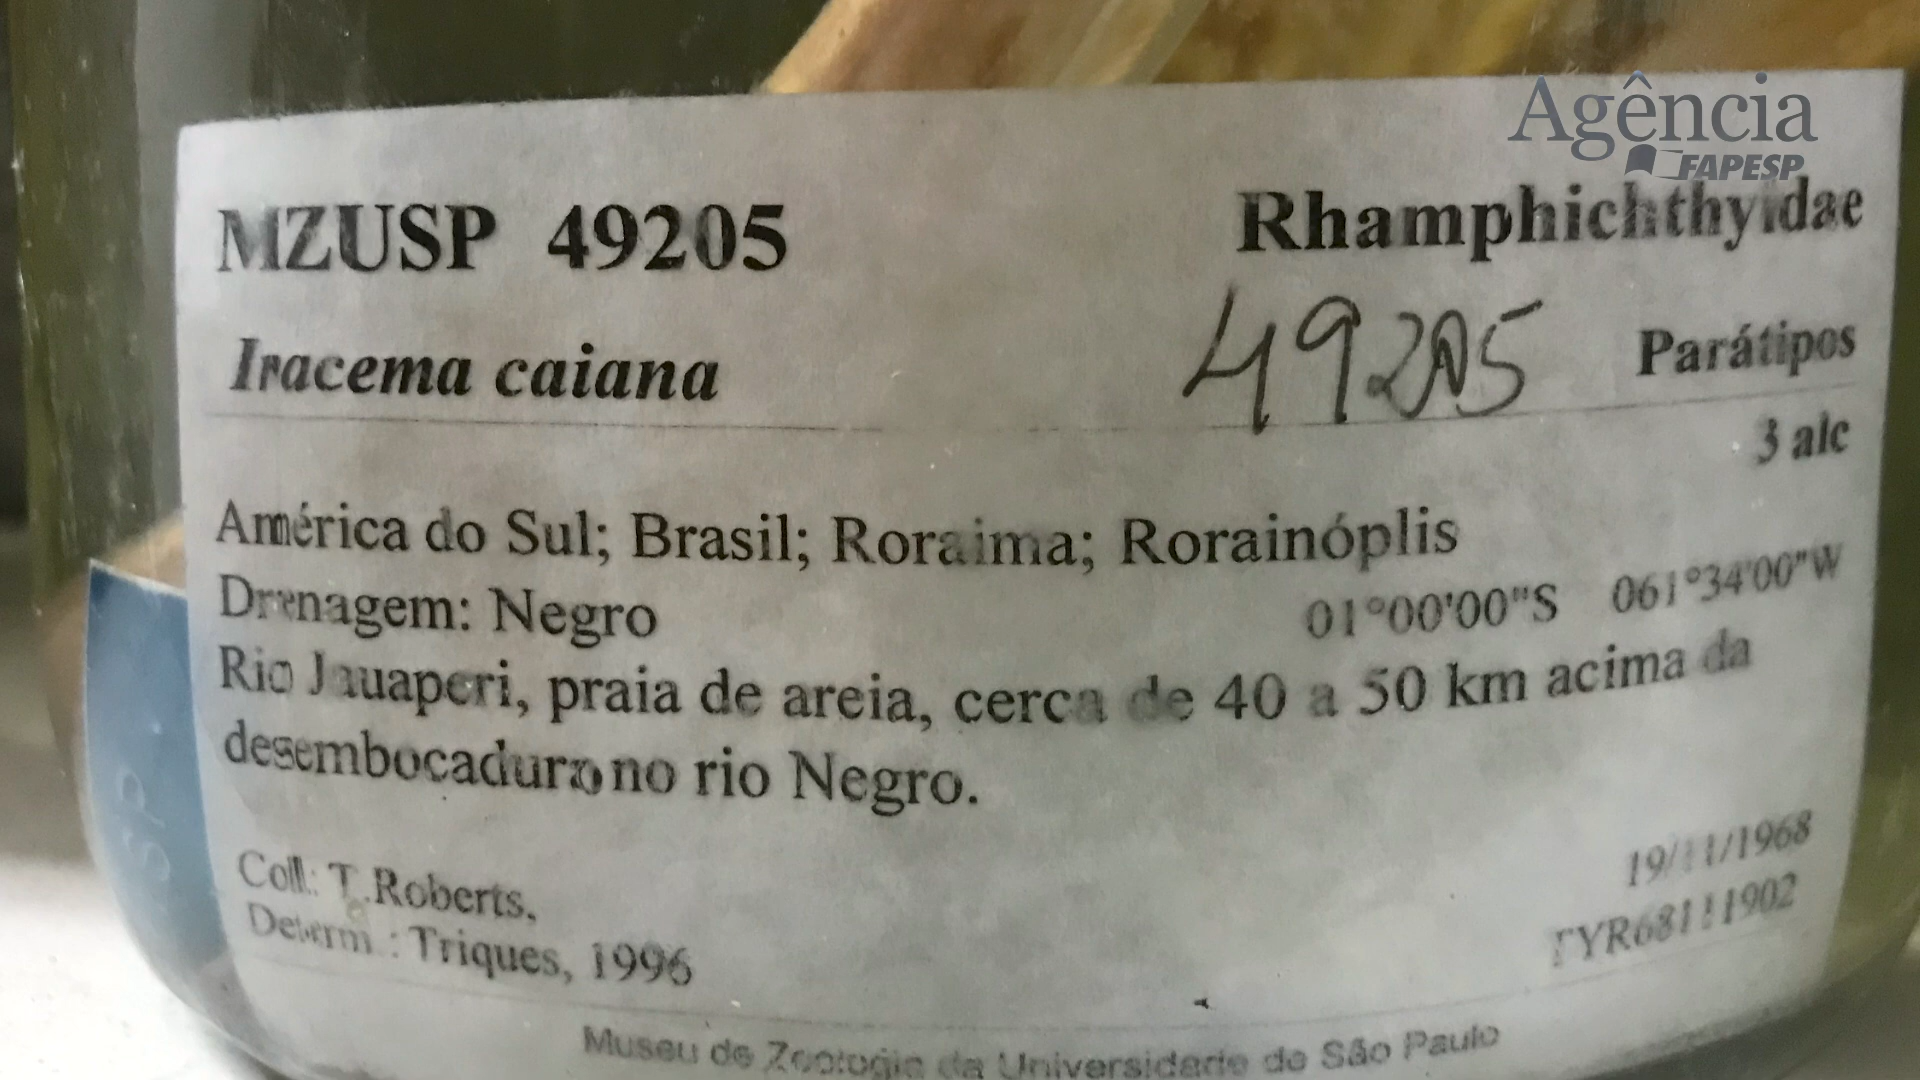 Agência
FAPESP
MZUSP 49205
Rhamphichthyidae
Iracema caiana
49205
Parátipos
3 alc
América do Sul; Brasil; Roraima; Rorainóplis
Drenagem: Negro
01°00'00"S 061°34'00"W
Rio Jauaperi, praia de areia, cerca de 40 a 50 km acima da
desembocadura no rio Negro.
Coll: T.Roberts,
19/11/1968
Determ.: Triques, 1996
TYR68111902
Museu de Zoologia da Universidade de São Paulo
SP